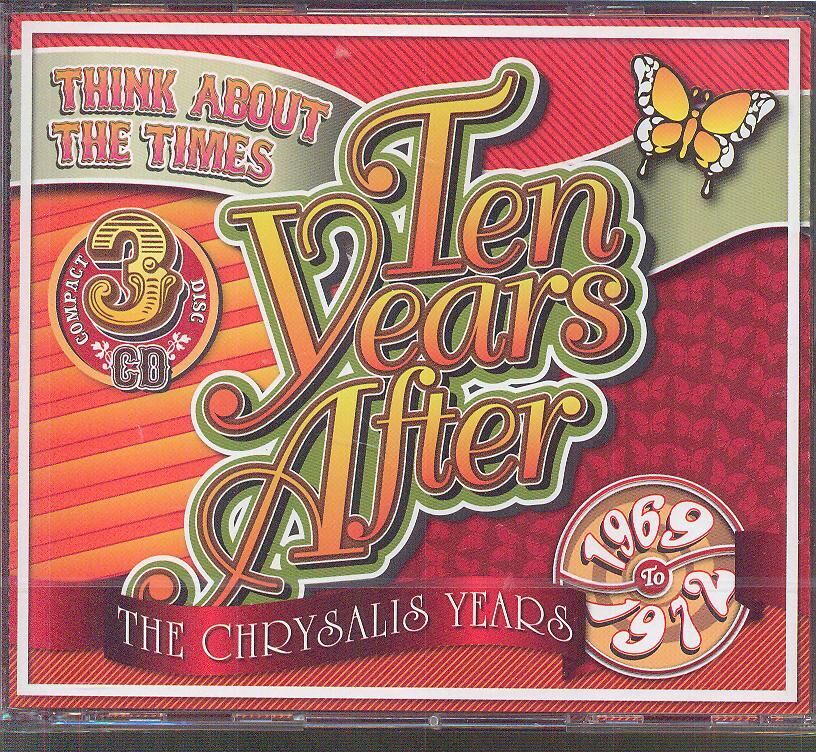 THINK ABOUT
THE TIMES
Ten
Years
After
3
COMPACT
DISC
CD
1969
To
1972
THE CHRYSALIS YEARS